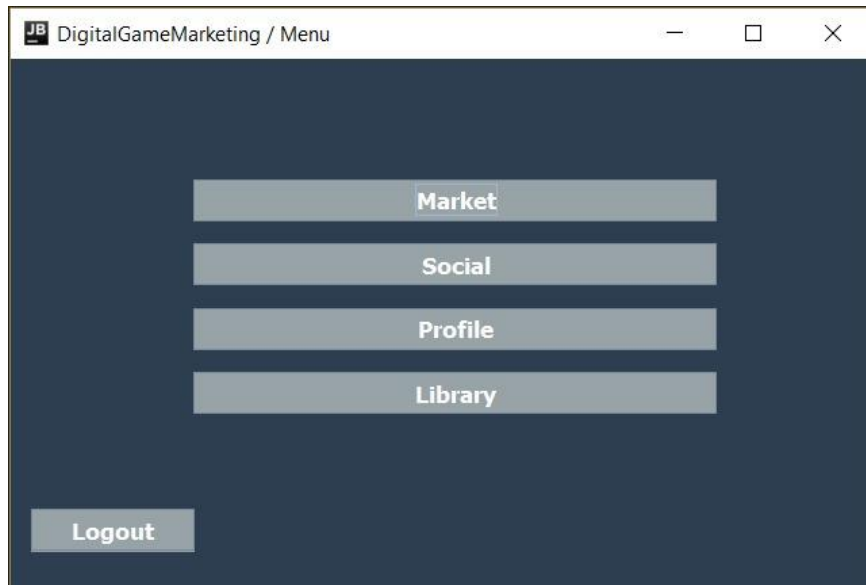 JB DigitalGameMarketing / Menu
Market
Social
Profile
Library
Logout